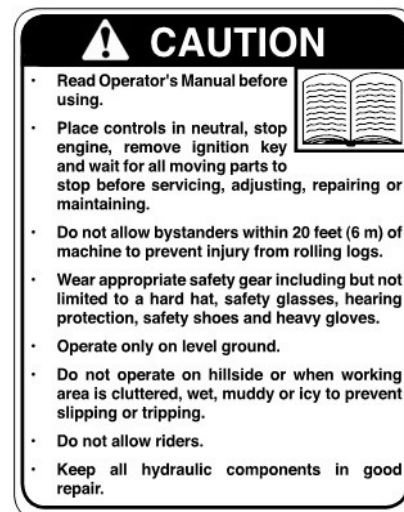 CAUTION
· Read Operator's Manual before
using.
· Place controls in neutral, stop
engine, remove ignition key
and wait for all moving parts to
stop before servicing, adjusting, repairing or
maintaining.
· Do not allow bystanders within 20 feet (6 m) of
machine to prevent injury from rolling logs.
· Wear appropriate safety gear including but not
limited to a hard hat, safety glasses, hearing
protection, safety shoes and heavy gloves.
· Operate only on level ground.
· Do not operate on hillside or when working
area is cluttered, wet, muddy or icy to prevent
slipping or tripping.
· Do not allow riders.
· Keep all hydraulic components in good
repair.